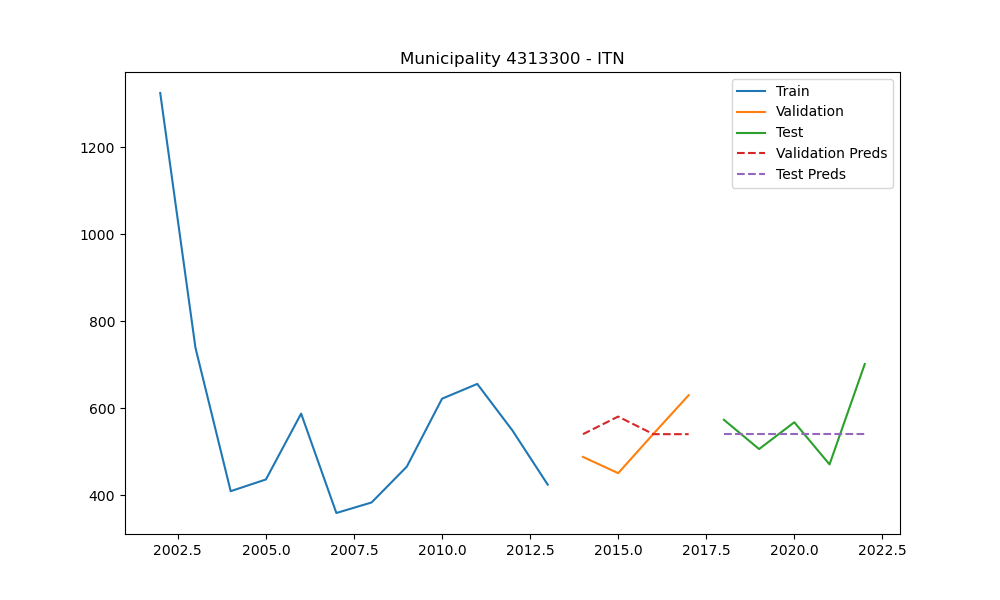 Municipality 4313300 - ITN
Train
Validation
Test
Validation Preds
Test Preds
1200
1000
800
600
400
2002.5 2005.0 2007.5 2010.0 2012.5 2015.0 2017.5 2020.0 2022.5